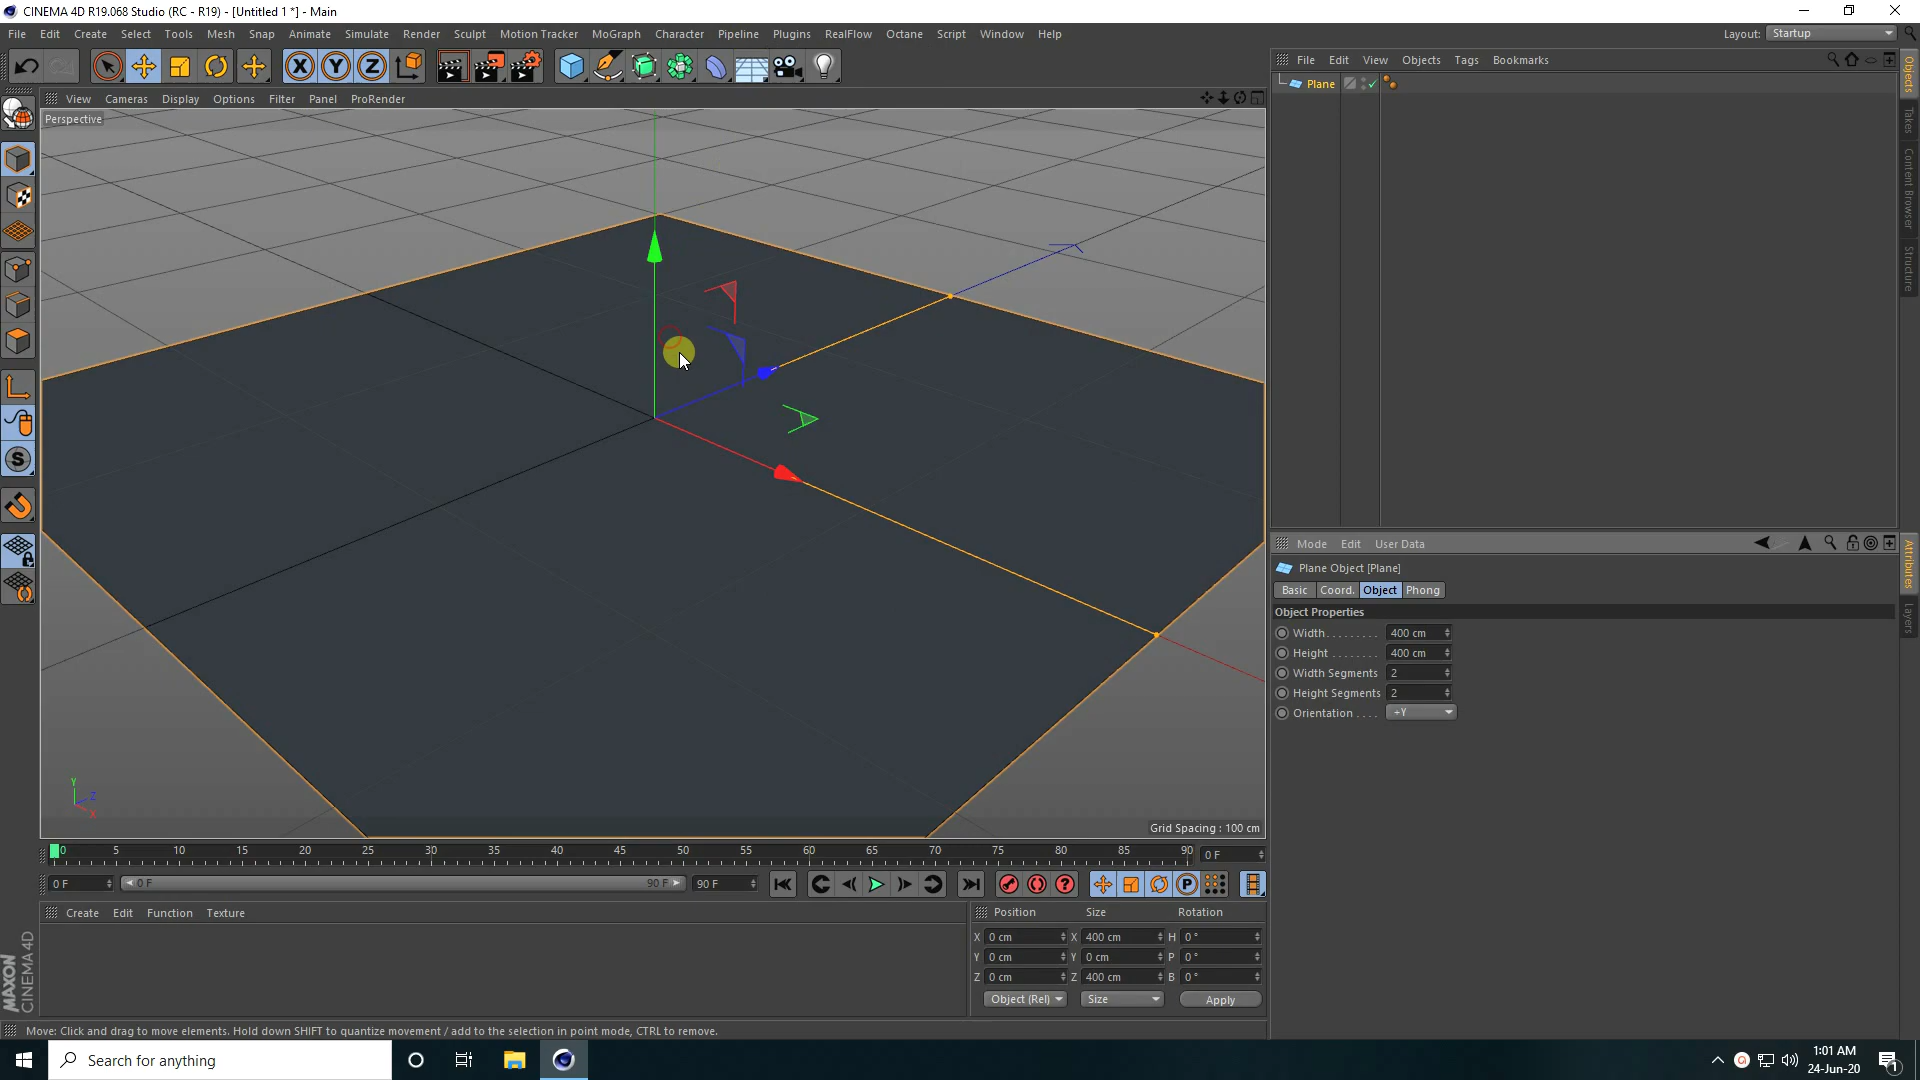 CINEMA 4D R19.068 Studio (RC - R19) - [Untitled 1 *] - Main
File Edit Create Select Tools Mesh Snap Animate Simulate Render Sculpt Motion Tracker MoGraph Character Pipeline Plugins RealFlow Octane Script Window Help
Layout: Startup
X Y Z
File Edit View Objects Tags Bookmarks
View Cameras Display Options Filter Panel ProRender
Perspective
Plane
Objects
Takes
Content Browser
Structure
S
Y
Z
X
Grid Spacing : 100 cm
Mode Edit User Data
Plane Object [Plane]
Basic Coord. Object Phong
Object Properties
Width. . . . . . . . . 400 cm
Height . . . . . . . . 400 cm
Width Segments 2
Height Segments 2
Orientation . . . . +Y
Attributes
Layers
0 5 10 15 20 25 30 35 40 45 50 55 60 65 70 75 80 85 90 0 F
0 F 0 F 90 F 90 F
P
Create Edit Function Texture
Position Size Rotation
X 0 cm X 400 cm H 0 °
Y 0 cm Y 0 cm P 0 °
Z 0 cm Z 400 cm B 0 °
Object (Rel) Size Apply
MAXON
CINEMA 4D
Move: Click and drag to move elements. Hold down SHIFT to quantize movement / add to the selection in point mode, CTRL to remove.
Search for anything
1:01 AM
24-Jun-20
1